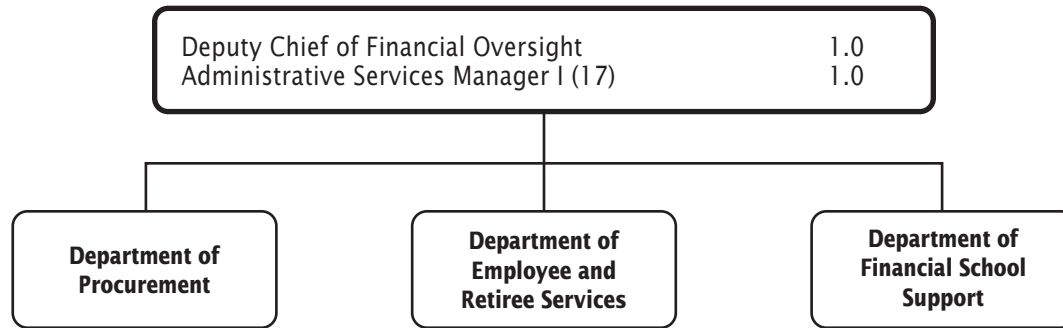 Deputy Chief of Financial Oversight 1.0
Administrative Services Manager I (17) 1.0
Department of
Procurement
Department of
Employee and
Retiree Services
Department of
Financial School
Support